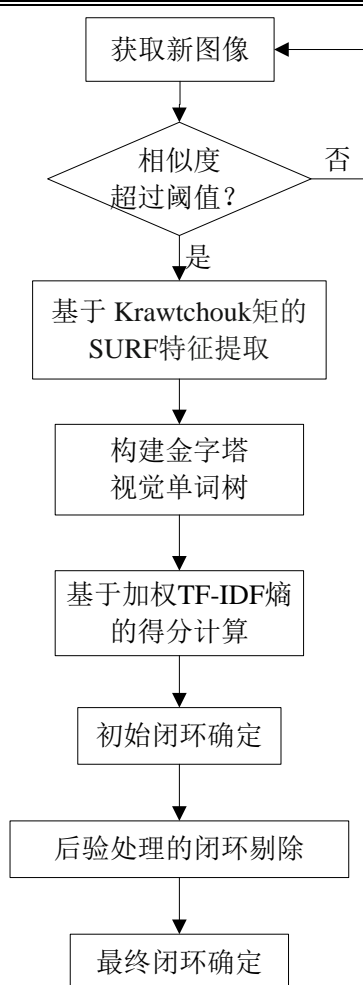 获取新图像
相似度
超过阈值？
否
是
基于 Krawtchouk矩的
SURF特征提取
构建金字塔
视觉单词树
基于加权TF-IDF熵
的得分计算
初始闭环确定
后验处理的闭环剔除
最终闭环确定